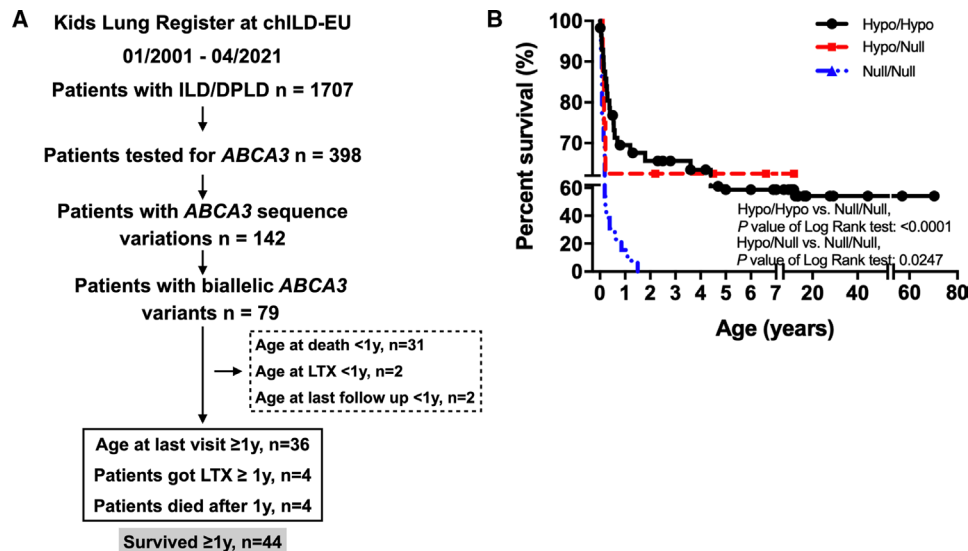 A
Kids Lung Register at chILD-EU
01/2001 - 04/2021
Patients with ILD/DPLD n = 1707
Patients tested for ABCA3 n = 398
Patients with ABCA3 sequence
variations n = 142
Patients with biallelic ABCA3
variants n = 79
Age at death <1y, n=31
Age at LTX <1y, n=2
Age at last follow up <1y, n=2
Age at last visit ≥1y, n=36
Patients got LTX ≥ 1y, n=4
Patients died after 1y, n=4
Survived ≥1y, n=44
B
Percent survival (%)
100
90
80
70
60
40
20
0
Hypo/Hypo
Hypo/Null
Null/Null
Hypo/Hypo vs. Null/Null,
P value of Log Rank test: <0.0001
Hypo/Null vs. Null/Null,
P value of Log Rank test: 0.0247
0 1 2 3 4 5 6 7 20 40 60 80
Age (years)